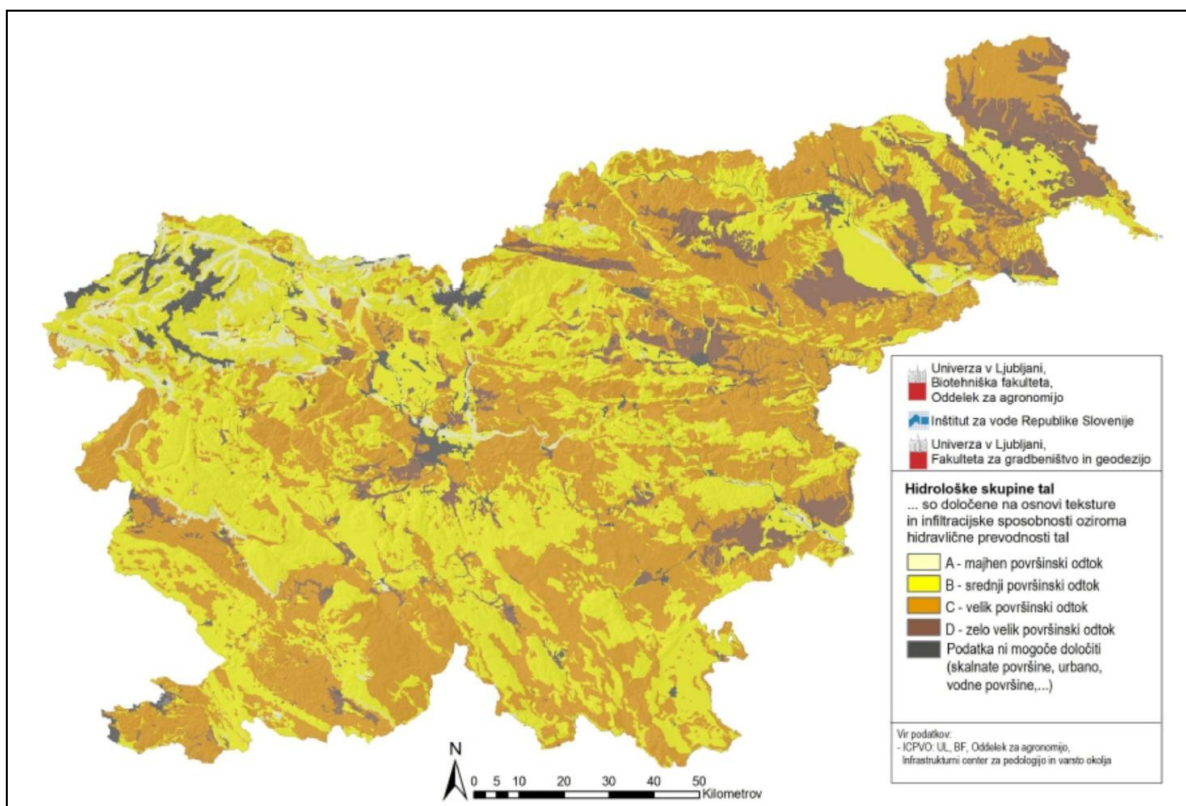 Univerza v Ljubljani,
Biotehniška fakulteta,
Oddelek za agronomijo
Inštitut za vode Republike Slovenije
Univerza v Ljubljani,
Fakulteta za gradbeništvo in geodezijo
Hidrološke skupine tal
... so določene na osnovi teksture
in infiltracijske sposobnosti oziroma
hidravlične prevodnosti tal
A - majhen površinski odtok
B - srednji površinski odtok
C - velik površinski odtok
D - zelo velik površinski odtok
Podatka ni mogoče določiti
(skalnate površine, urbano,
vodne površine,...)
Vir podatkov:
- ICPVO: UL, BF, Oddelek za agronomijo,
Infrastrukturni center za pedologijo in varsto okolja
N
0 5 10 20 30 40 50
Kilometrov